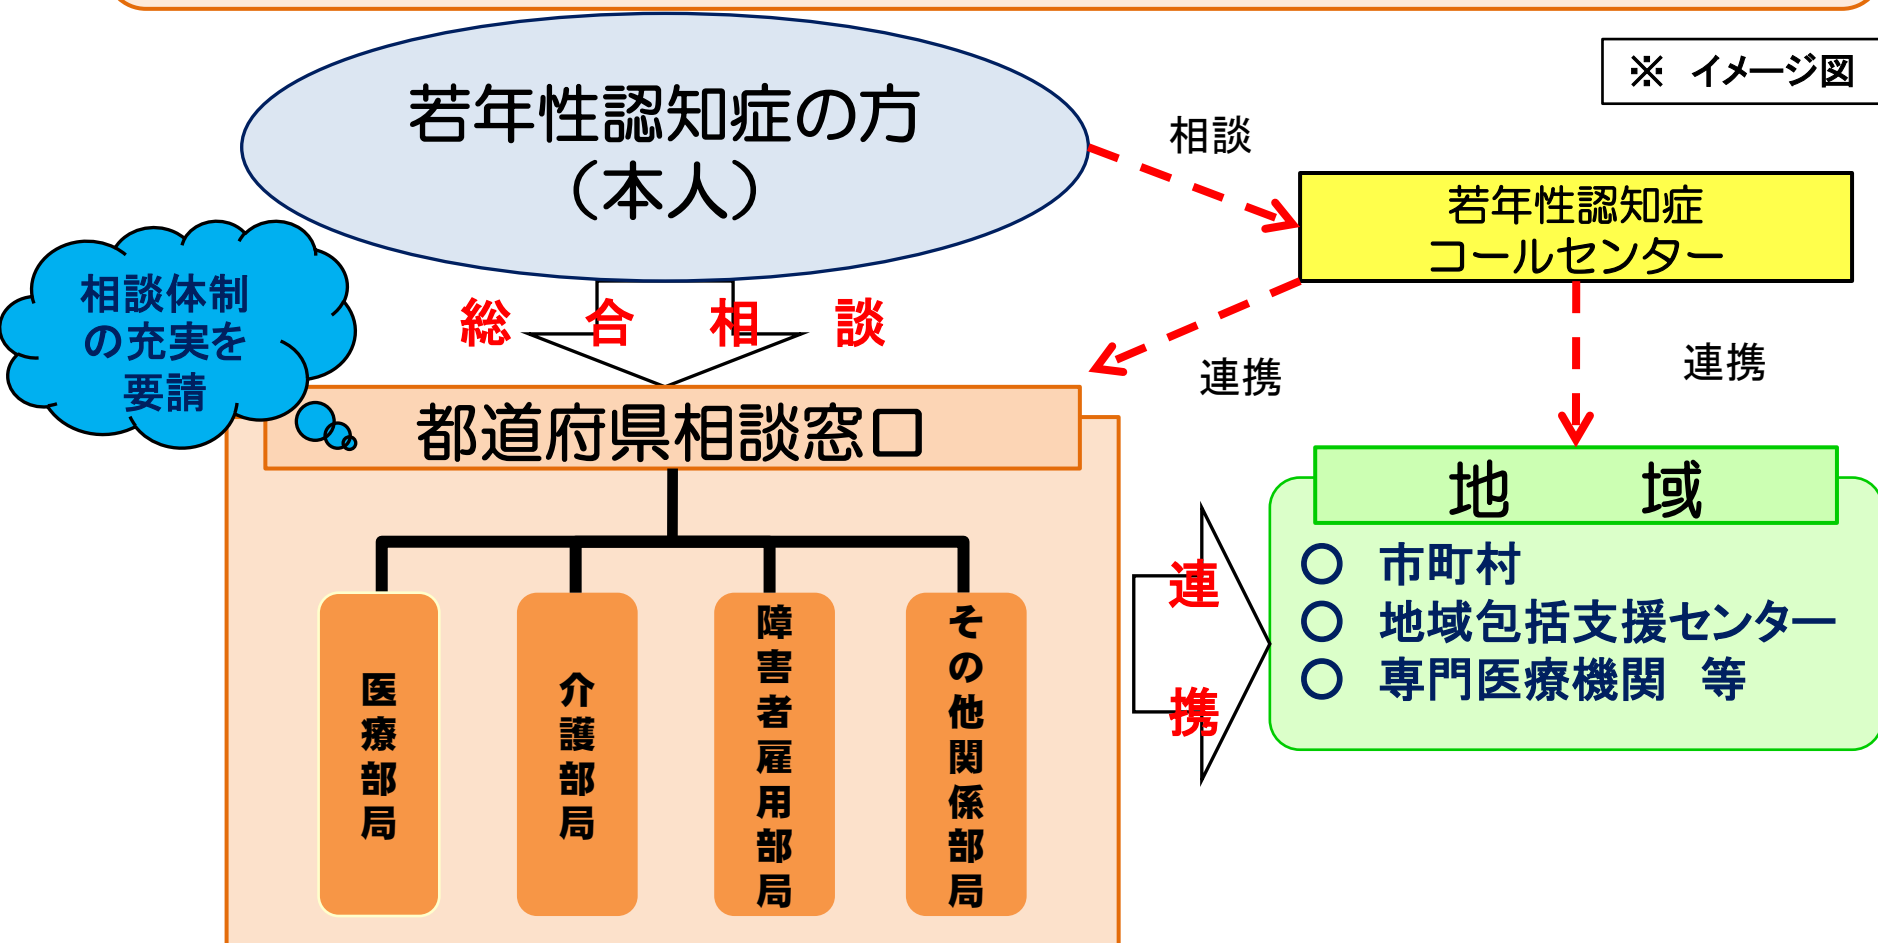 ※ イメージ図
若年性認知症の方
（本人）
相談
若年性認知症
コールセンター
相談体制
の充実を
要請
総 合 相 談
連携
連携
都道府県相談窓口
医療部局
介護部局
障害者雇用部局
その他関係部局
連携
地 域
○ 市町村
○ 地域包括支援センター
○ 専門医療機関 等